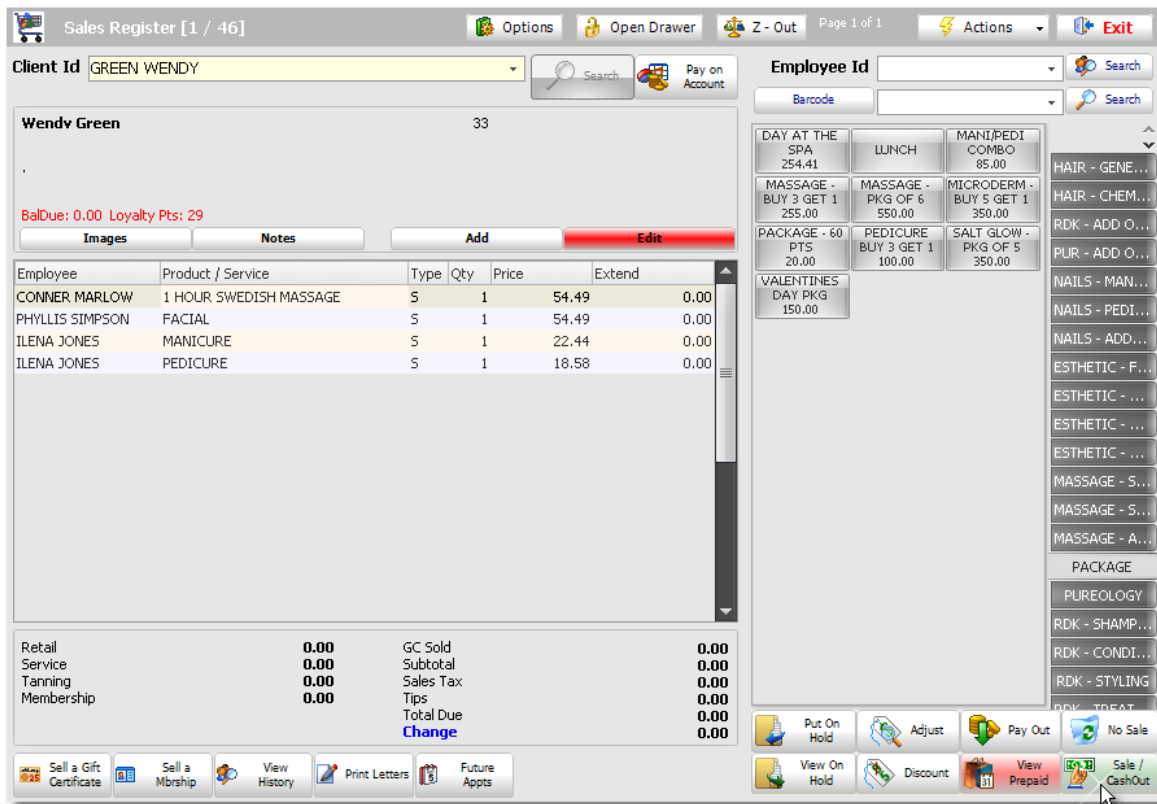 Sales Register [1 / 46]
Options
Open Drawer
Z - Out
Page 1 of 1
Actions
Exit
Client Id
GREEN WENDY
Search
Pay on
Account
Employee Id
Search
Barcode
Search
Wendy Green
33
.
BalDue: 0.00 Loyalty Pts: 29
Images
Notes
Add
Edit
Employee Product / Service Type Qty Price Extend
CONNER MARLOW 1 HOUR SWEDISH MASSAGE S 1 54.49 0.00
PHYLLIS SIMPSON FACIAL S 1 54.49 0.00
ILENA JONES MANICURE S 1 22.44 0.00
ILENA JONES PEDICURE S 1 18.58 0.00
Retail 0.00
Service 0.00
Tanning 0.00
Membership 0.00
GC Sold 0.00
Subtotal 0.00
Sales Tax 0.00
Tips 0.00
Total Due 0.00
Change 0.00
Sell a Gift
Certificate
25
Sell a
Mbrship
View
History
Print Letters
Future
Appts
5
DAY AT THE
SPA
254.41
LUNCH
MANI/PEDI
COMBO
85.00
MASSAGE -
BUY 3 GET 1
255.00
MASSAGE -
PKG OF 6
550.00
MICRODERM -
BUY 5 GET 1
350.00
PACKAGE - 60
PTS
20.00
PEDICURE
BUY 3 GET 1
100.00
SALT GLOW -
PKG OF 5
350.00
VALENTINES
DAY PKG
150.00
HAIR - GENE...
HAIR - CHEM...
RDK - ADD O...
PUR - ADD O...
NAILS - MAN...
NAILS - PEDI...
NAILS - ADD...
ESTHETIC - F...
ESTHETIC - ...
ESTHETIC - ...
ESTHETIC - ...
MASSAGE - S...
MASSAGE - S...
MASSAGE - A...
PACKAGE
PUREOLOGY
RDK - SHAMP...
RDK - CONDI...
RDK - STYLING
RDK - TREAT...
Put On
Hold
Adjust
Pay Out
No Sale
View On
Hold
Discount
31
View
Prepaid
Sale /
CashOut